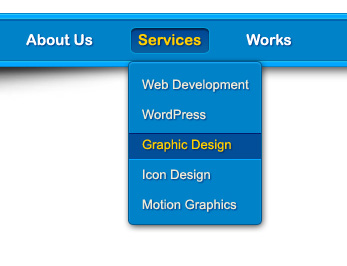 About Us Services Works
Web Development
WordPress
Graphic Design
Icon Design
Motion Graphics